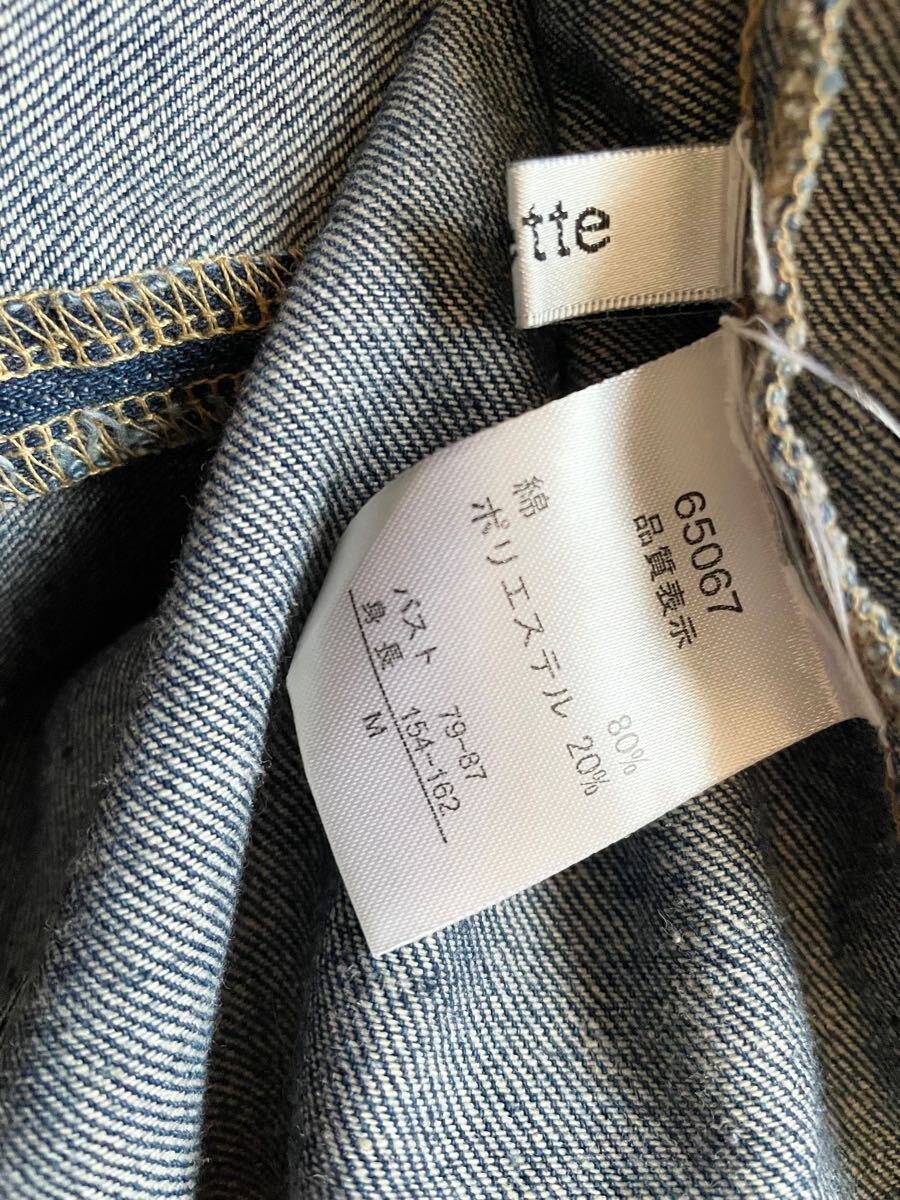 tte
65067
品質表示
綿 80%
ポリエステル 20%
バスト 79-87
身長 154-162
M